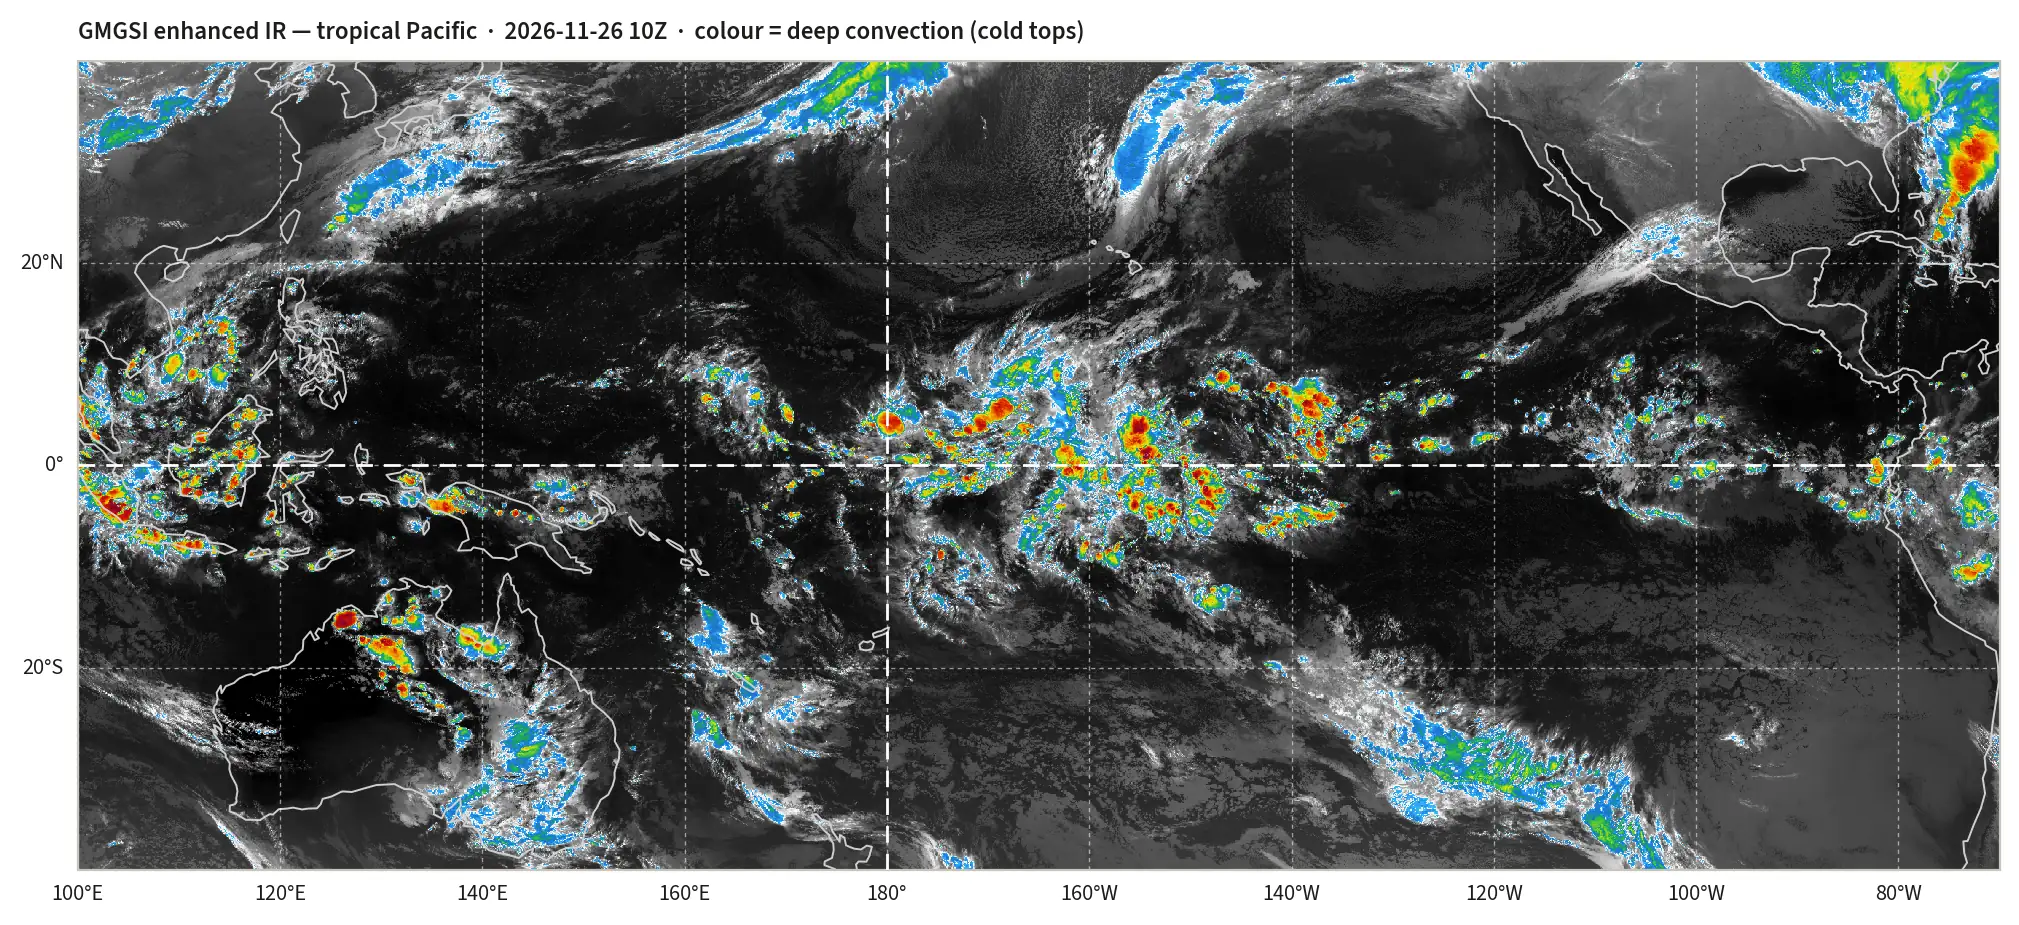 GMGSI enhanced IR — tropical Pacific · 2026-11-26 10Z · colour = deep convection (cold tops)
20°N
0°
20°S
100°E 120°E 140°E 160°E 180° 160°W 140°W 120°W 100°W 80°W